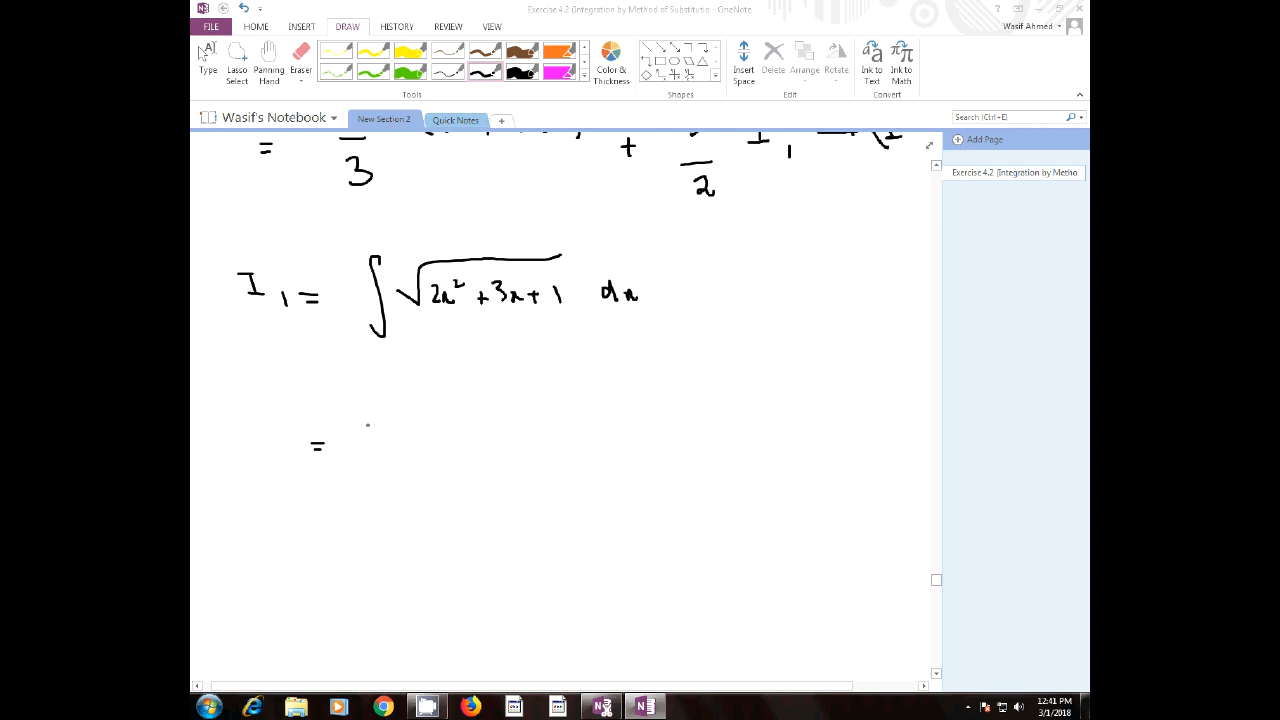 Exercise 4.2 (Integration by Method of Substitutio - OneNote
Wasif Ahmed
FILE HOME INSERT DRAW HISTORY REVIEW VIEW
Type Lasso Select Panning Hand Eraser Color & Thickness Insert Space Delete Arrange Rotate Ink to Text Ink to Math
Tools Shapes Edit Convert
Wasif's Notebook New Section 2 Quick Notes Search (Ctrl+E)
Add Page
Exercise 4.2 (Integration by Metho
= 3 + 2 I₁
I₁ = ∫ √(2x² + 3x + 1) dx
=
12:41 PM
3/1/2018